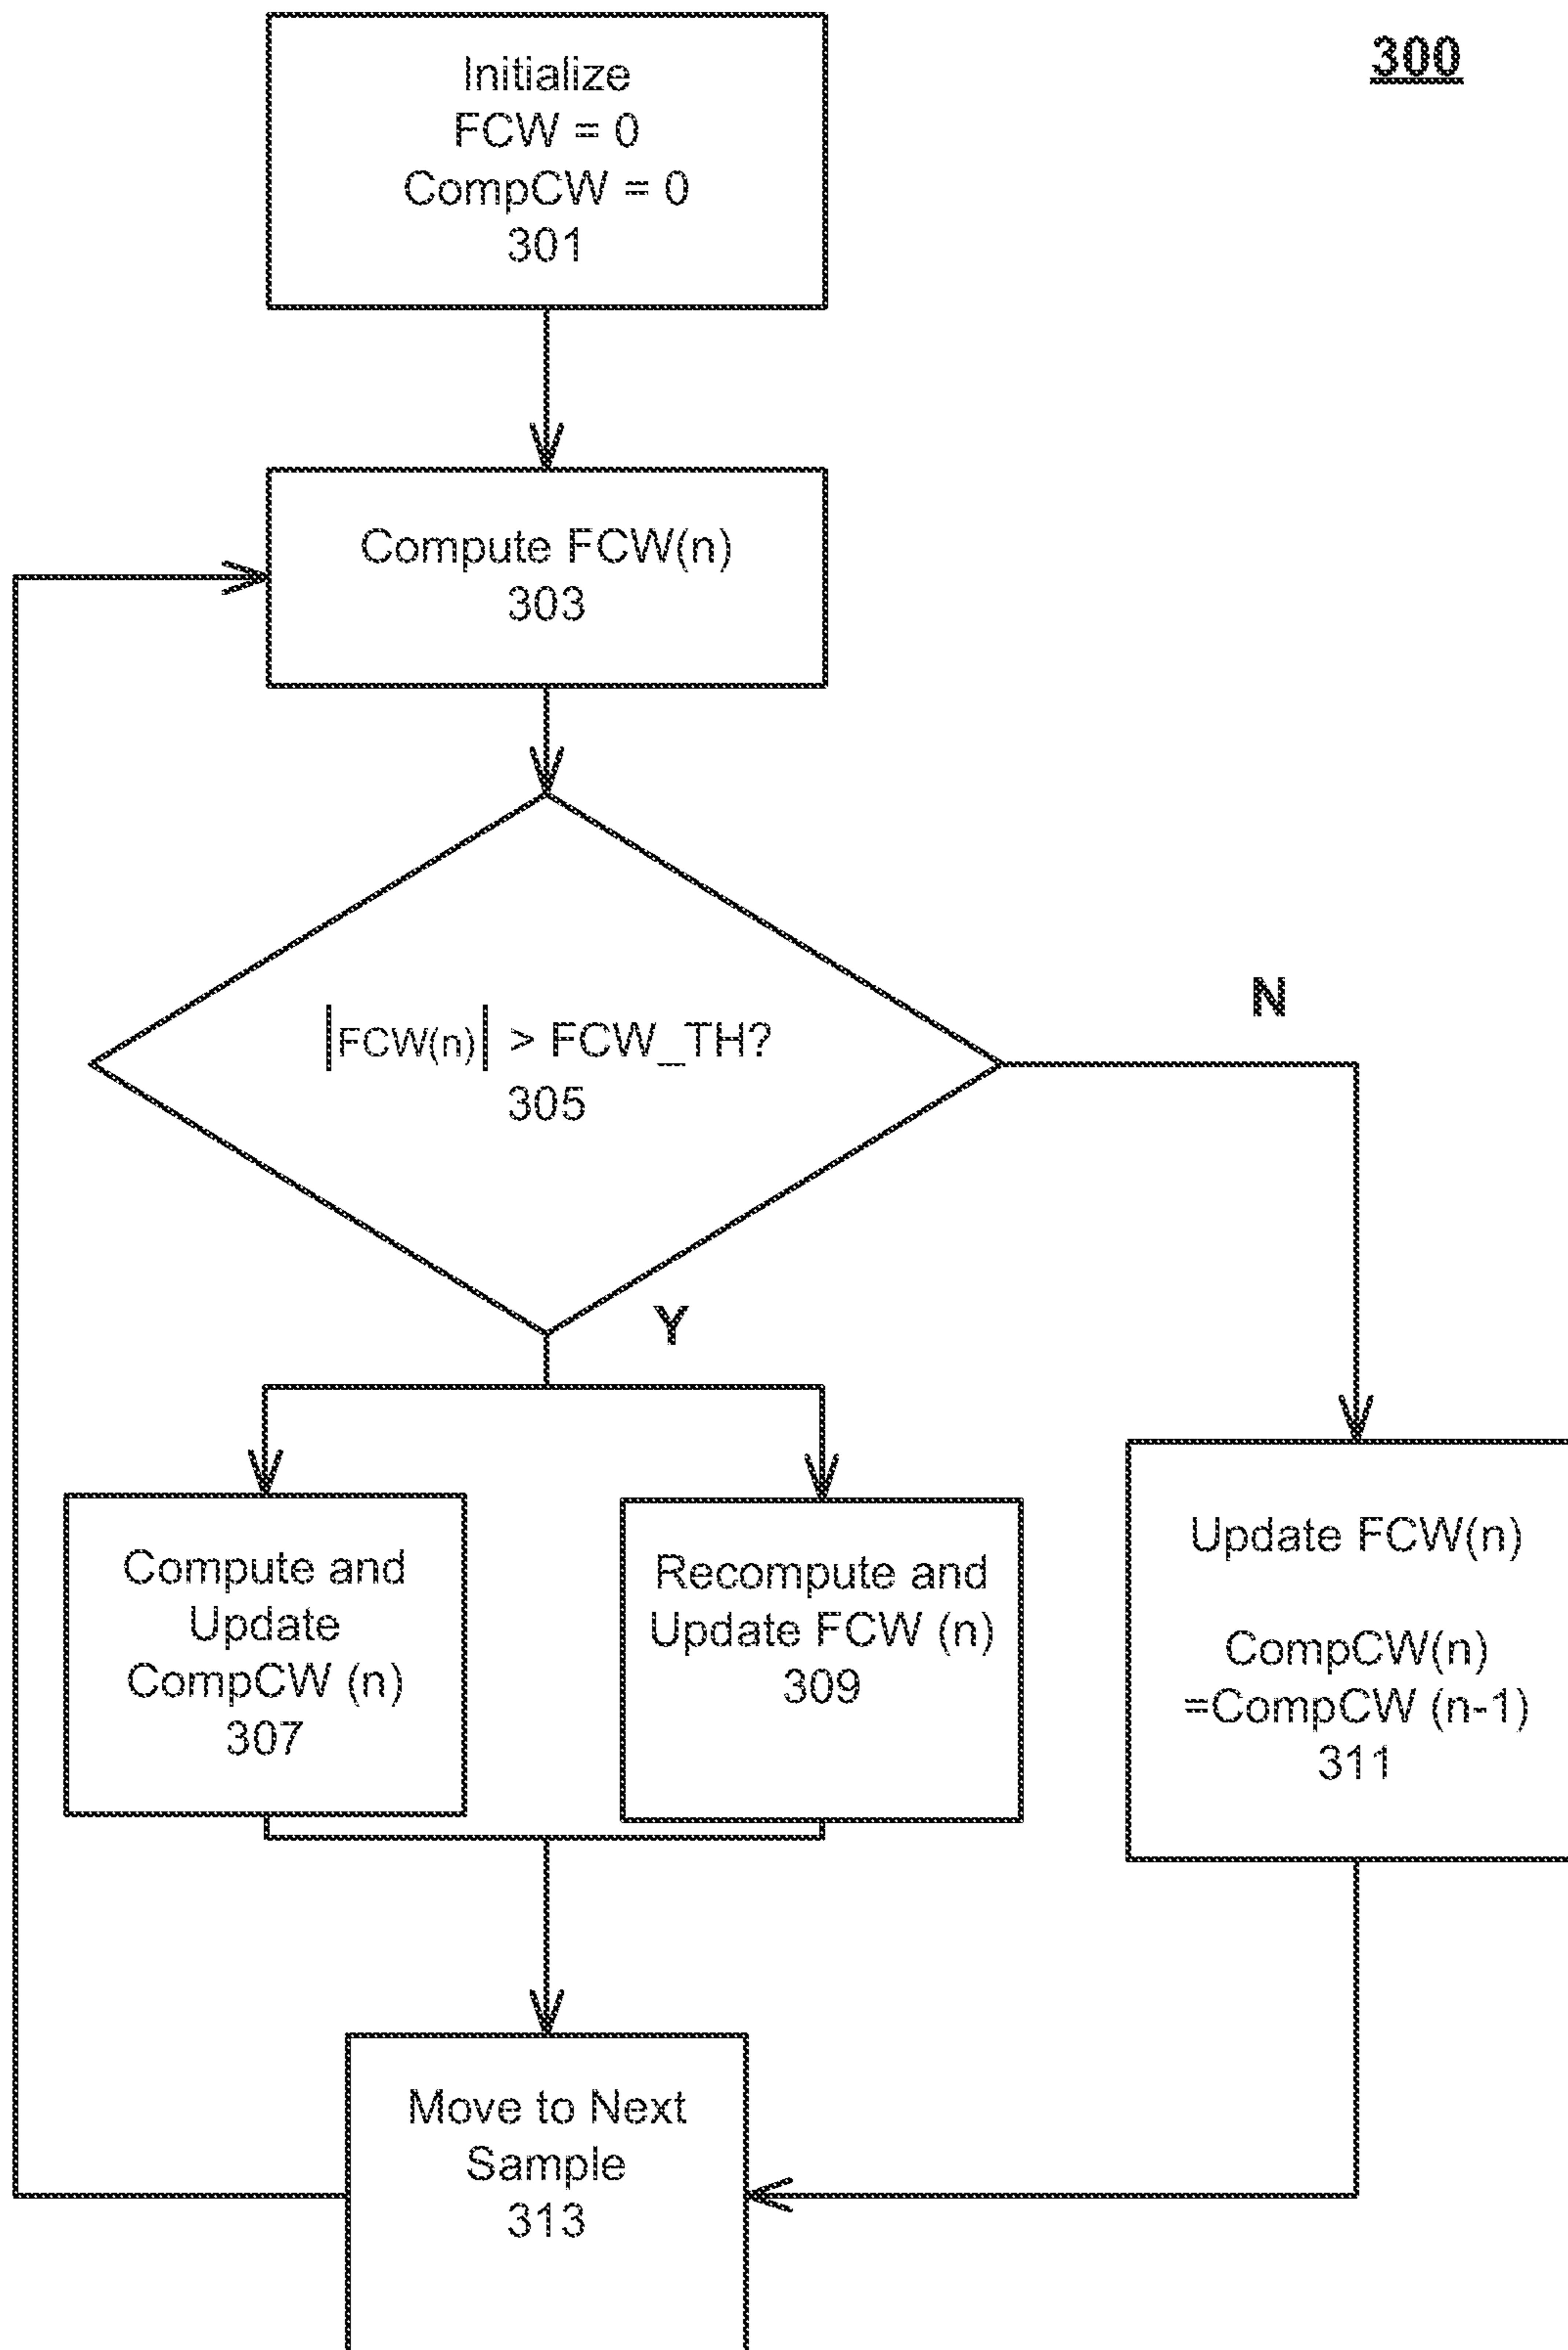 300
Initialize
FCW = 0
CompCW = 0
301
Compute FCW(n)
303
|FCW(n)| > FCW_TH?
305
N
Y
Compute and
Update
CompCW (n)
307
Recompute and
Update FCW (n)
309
Update FCW(n)
CompCW(n)
=CompCW (n-1)
311
Move to Next
Sample
313